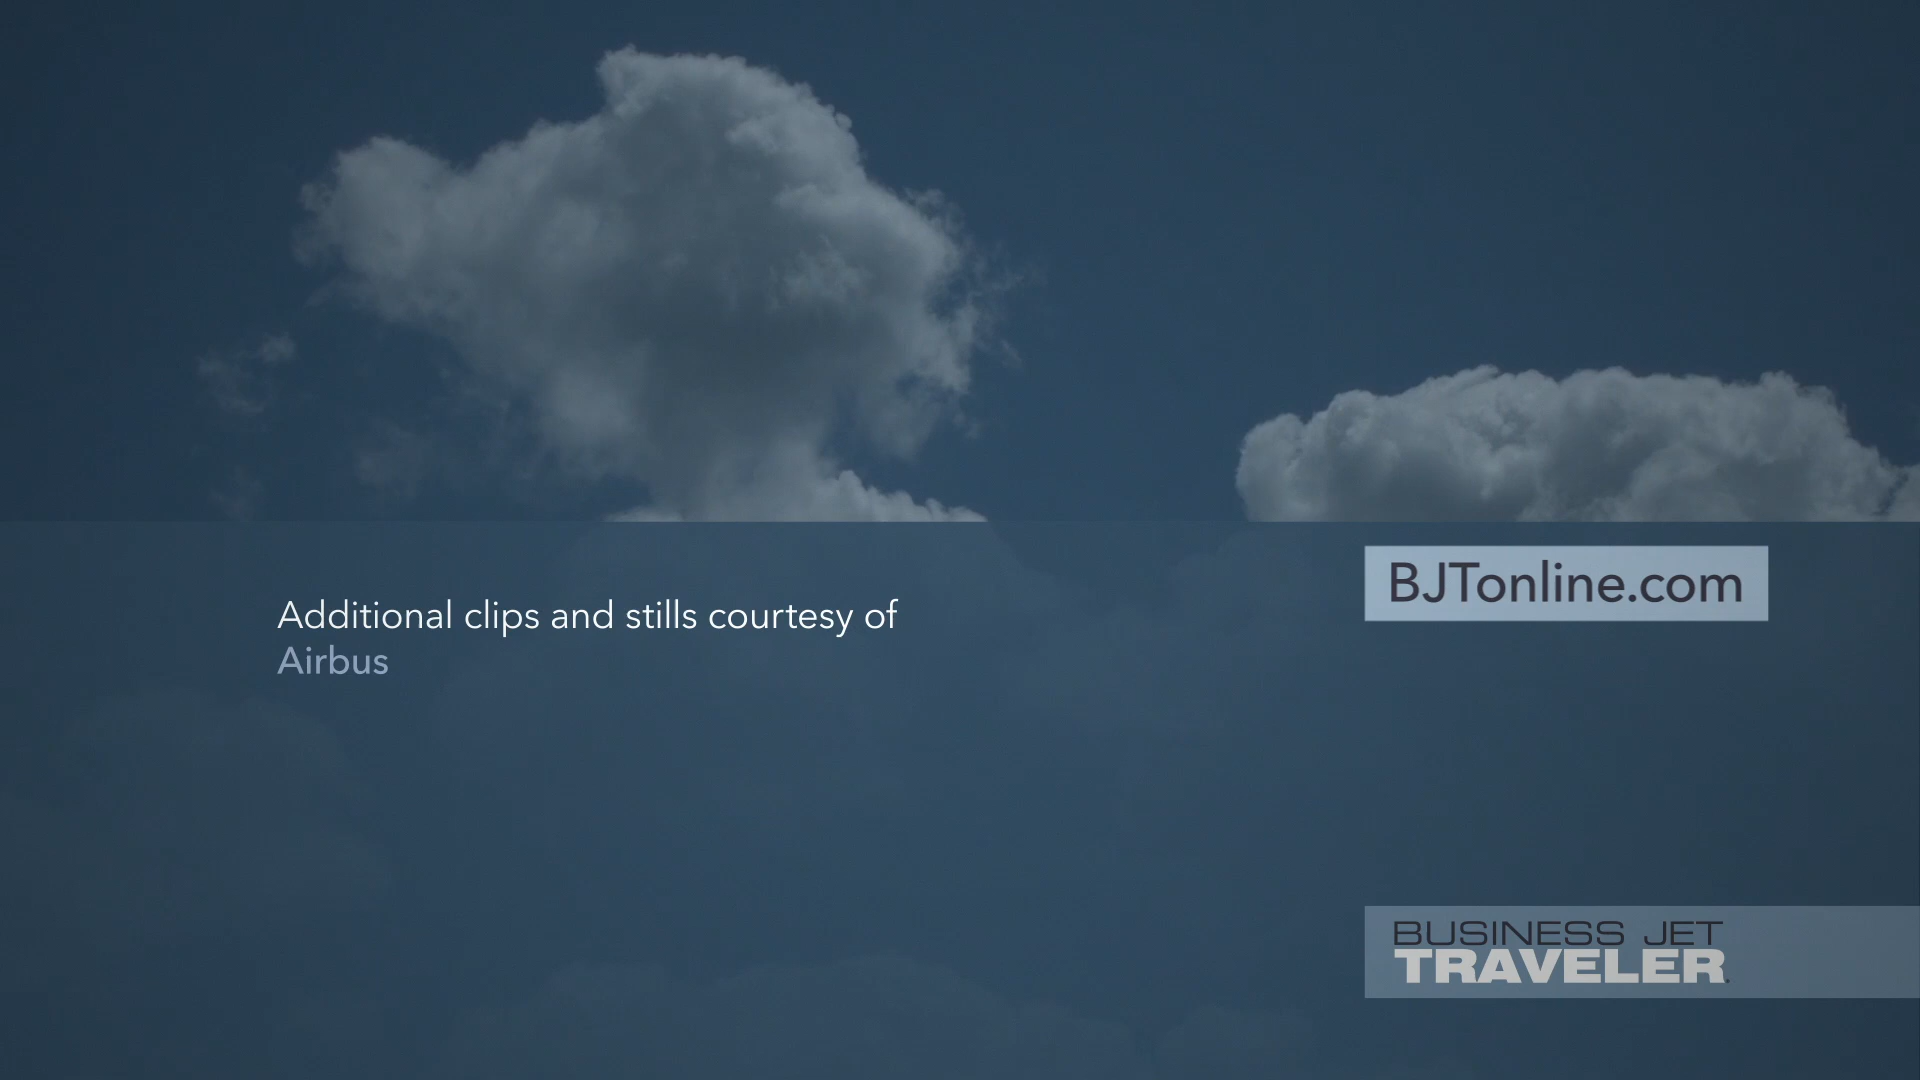 Additional clips and stills courtesy of
Airbus
BJTonline.com
BUSINESS JET
TRAVELER